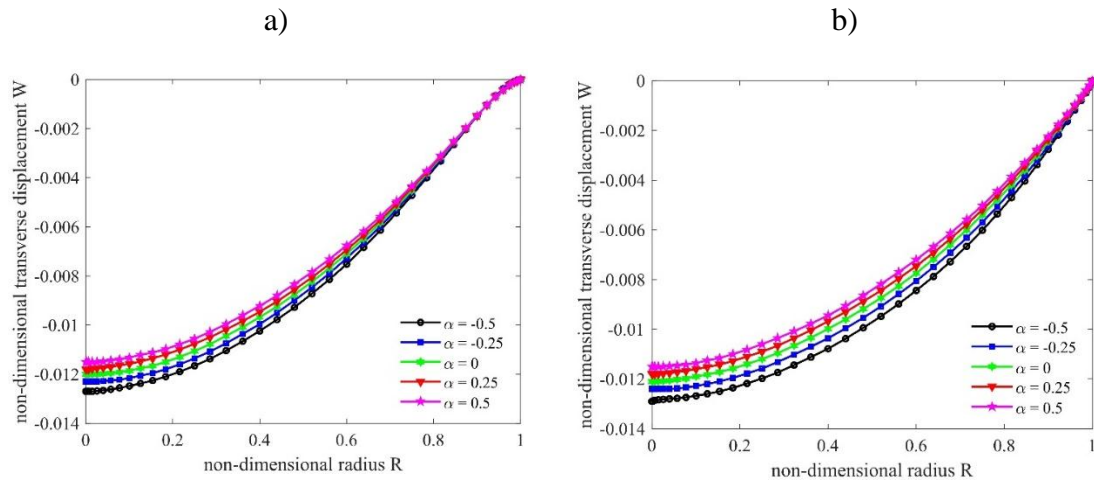 a)
b)
non-dimensional transverse displacement W
0
-0.002
-0.004
-0.006
-0.008
-0.01
-0.012
-0.014
α = -0.5
α = -0.25
α = 0
α = 0.25
α = 0.5
0
0.2
0.4
0.6
0.8
1
non-dimensional radius R
non-dimensional transverse displacement W
0
-0.002
-0.004
-0.006
-0.008
-0.01
-0.012
-0.014
α = -0.5
α = -0.25
α = 0
α = 0.25
α = 0.5
0
0.2
0.4
0.6
0.8
1
non-dimensional radius R